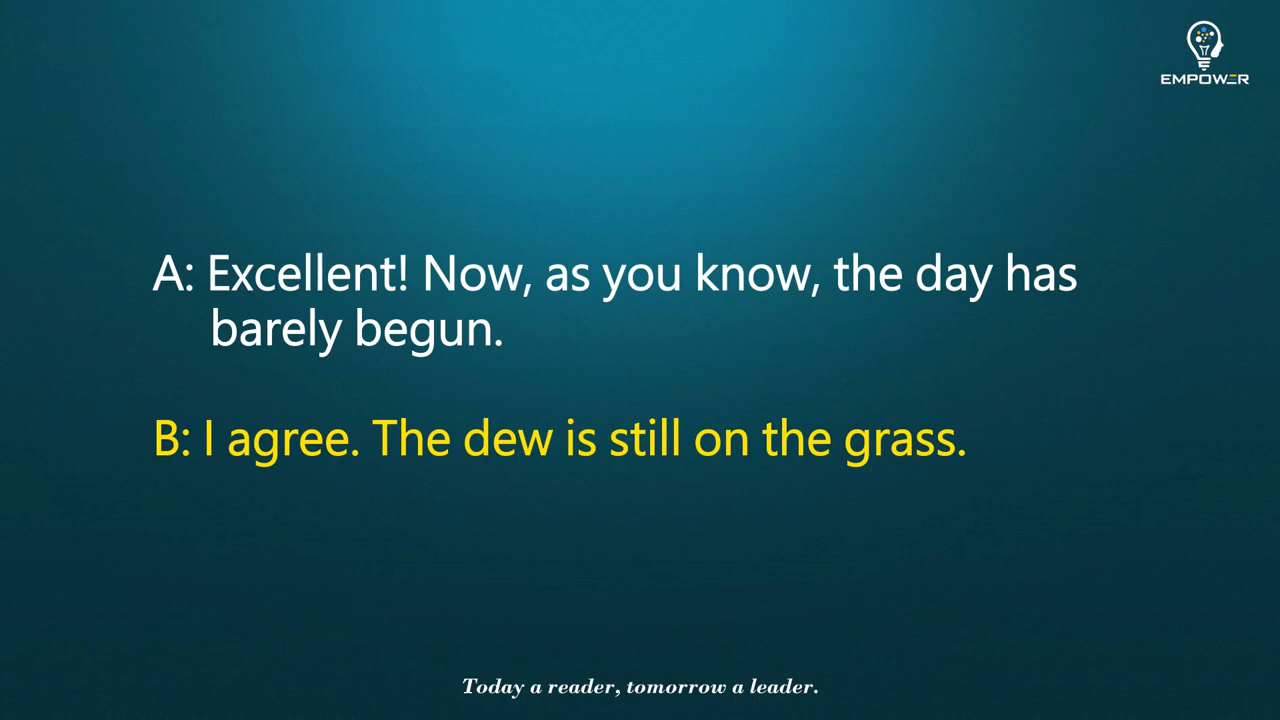 EMPOWER
A: Excellent! Now, as you know, the day has
barely begun.
B: I agree. The dew is still on the grass.
Today a reader, tomorrow a leader.